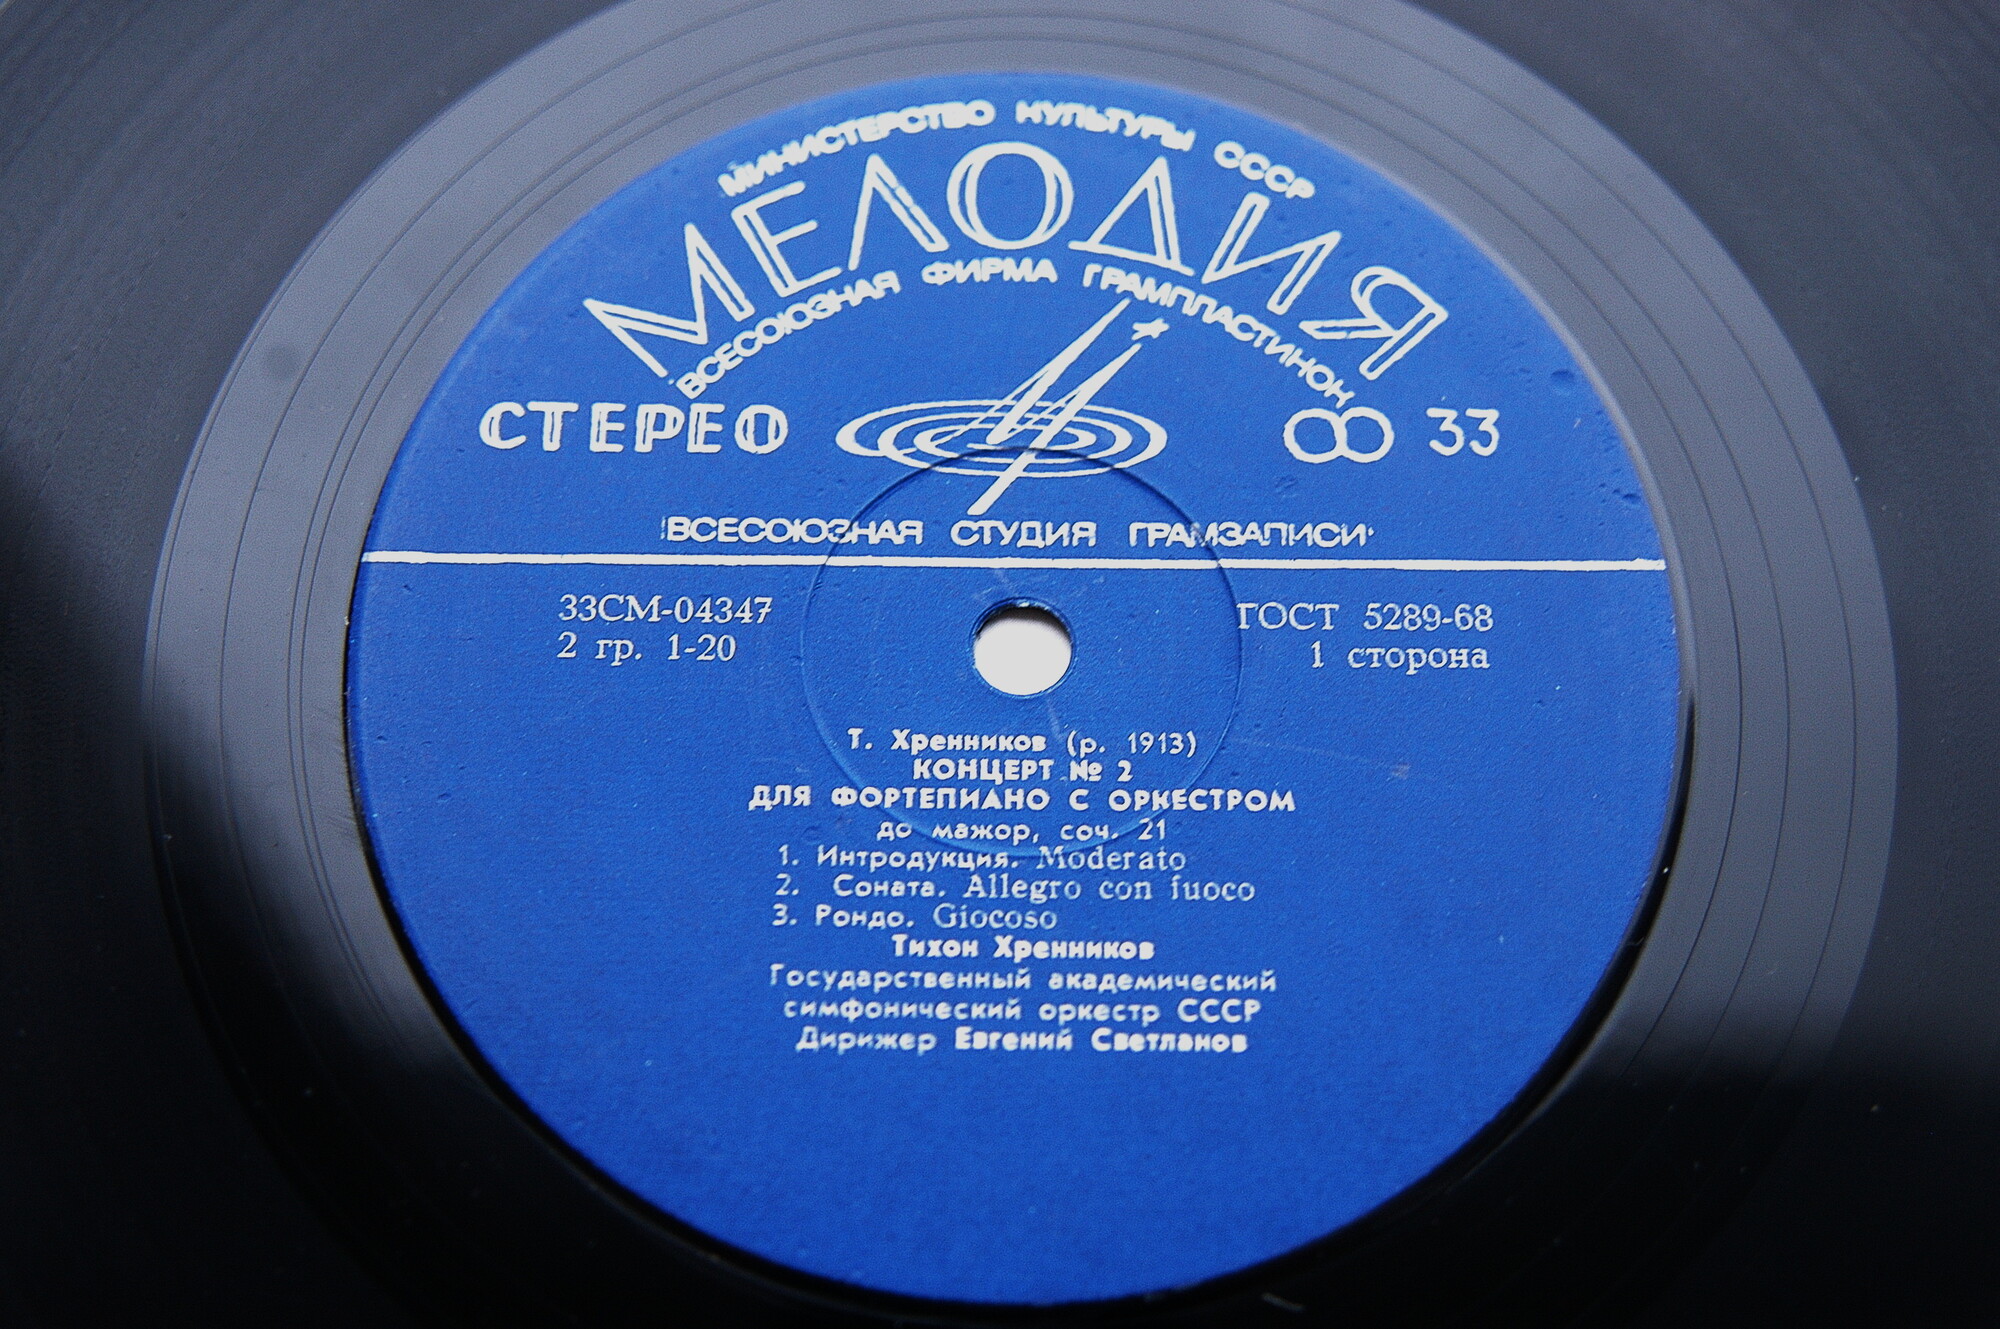 МИНИСТЕРСТВО КУЛЬТУРЫ СССР
МЕЛОДИЯ
ВСЕСОЮЗНАЯ ФИРМА ГРАМПЛАСТИНОК
СТЕРЕО 33
ВСЕСОЮЗНАЯ СТУДИЯ ГРАМЗАПИСИ
33СМ-04347 ГОСТ 5289-68
2 гр. 1-20 1 сторона
Т. Хренников (р. 1913)
КОНЦЕРТ № 2
ДЛЯ ФОРТЕПИАНО С ОРКЕСТРОМ
до мажор, соч. 21
1. Интродукция. Moderato
2. Соната. Allegro con fuoco
3. Рондо. Giocoso
Тихон Хренников
Государственный академический
симфонический оркестр СССР
Дирижер Евгений Светланов